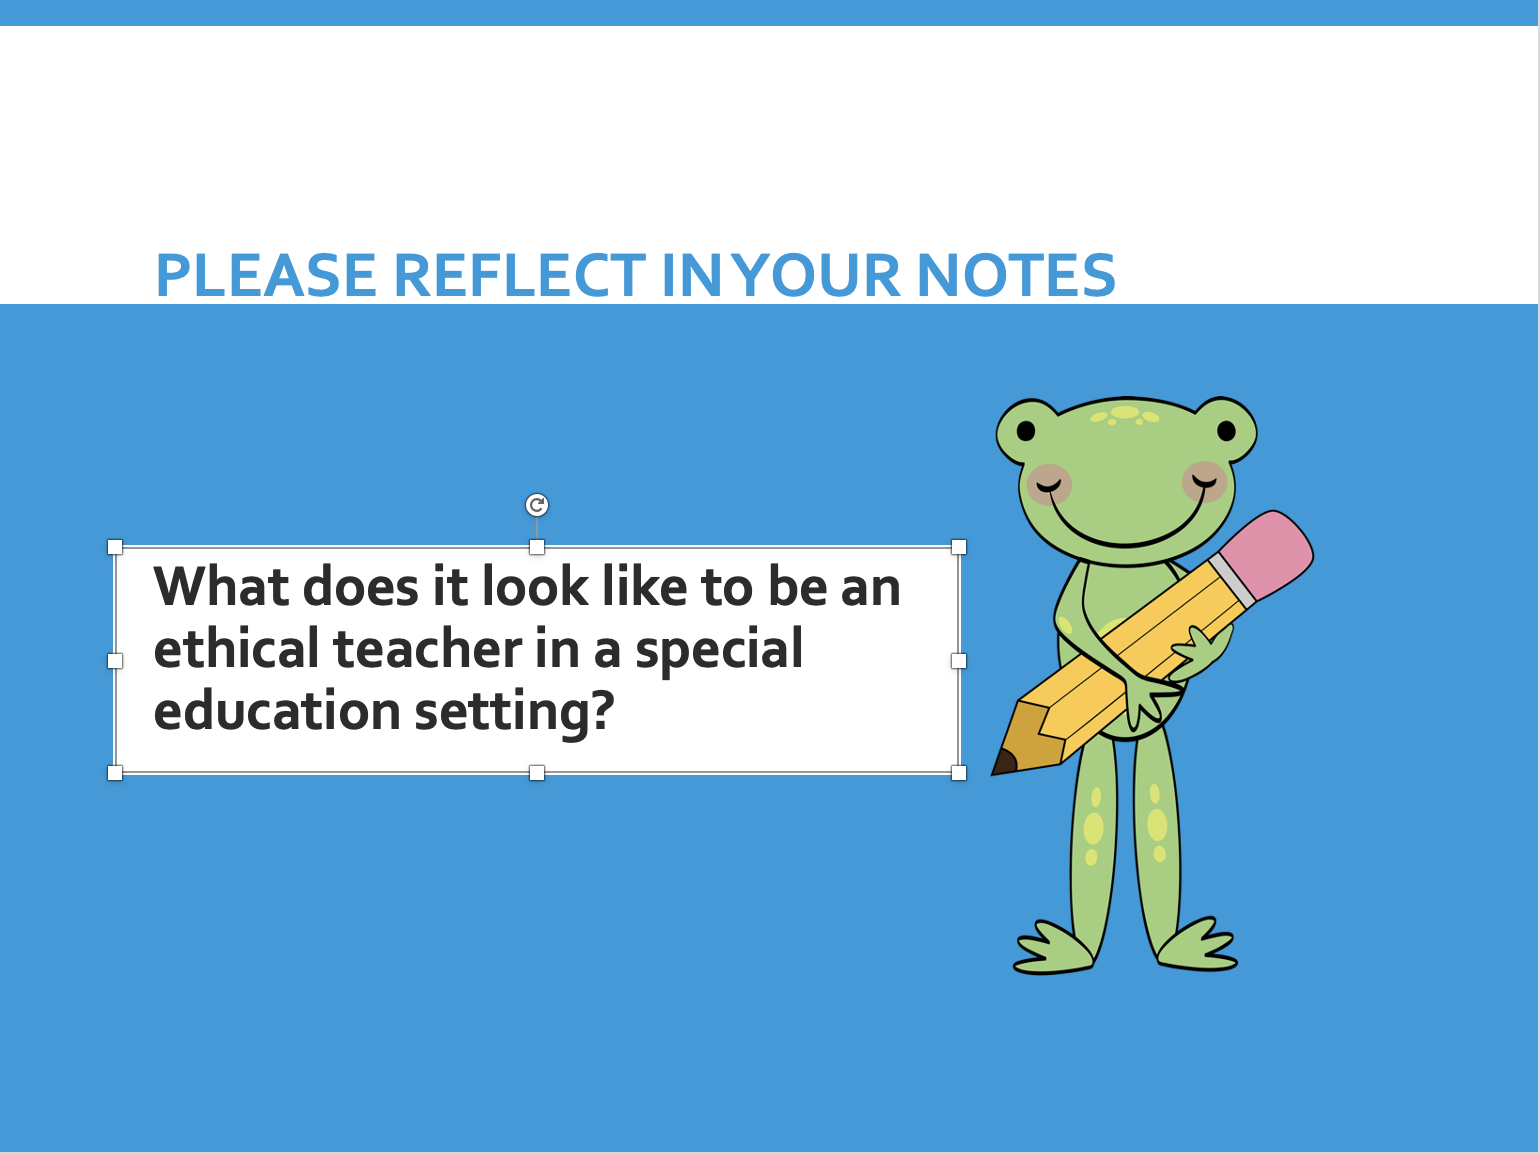 PLEASE REFLECT IN YOUR NOTES
What does it look like to be an
ethical teacher in a special
education setting?